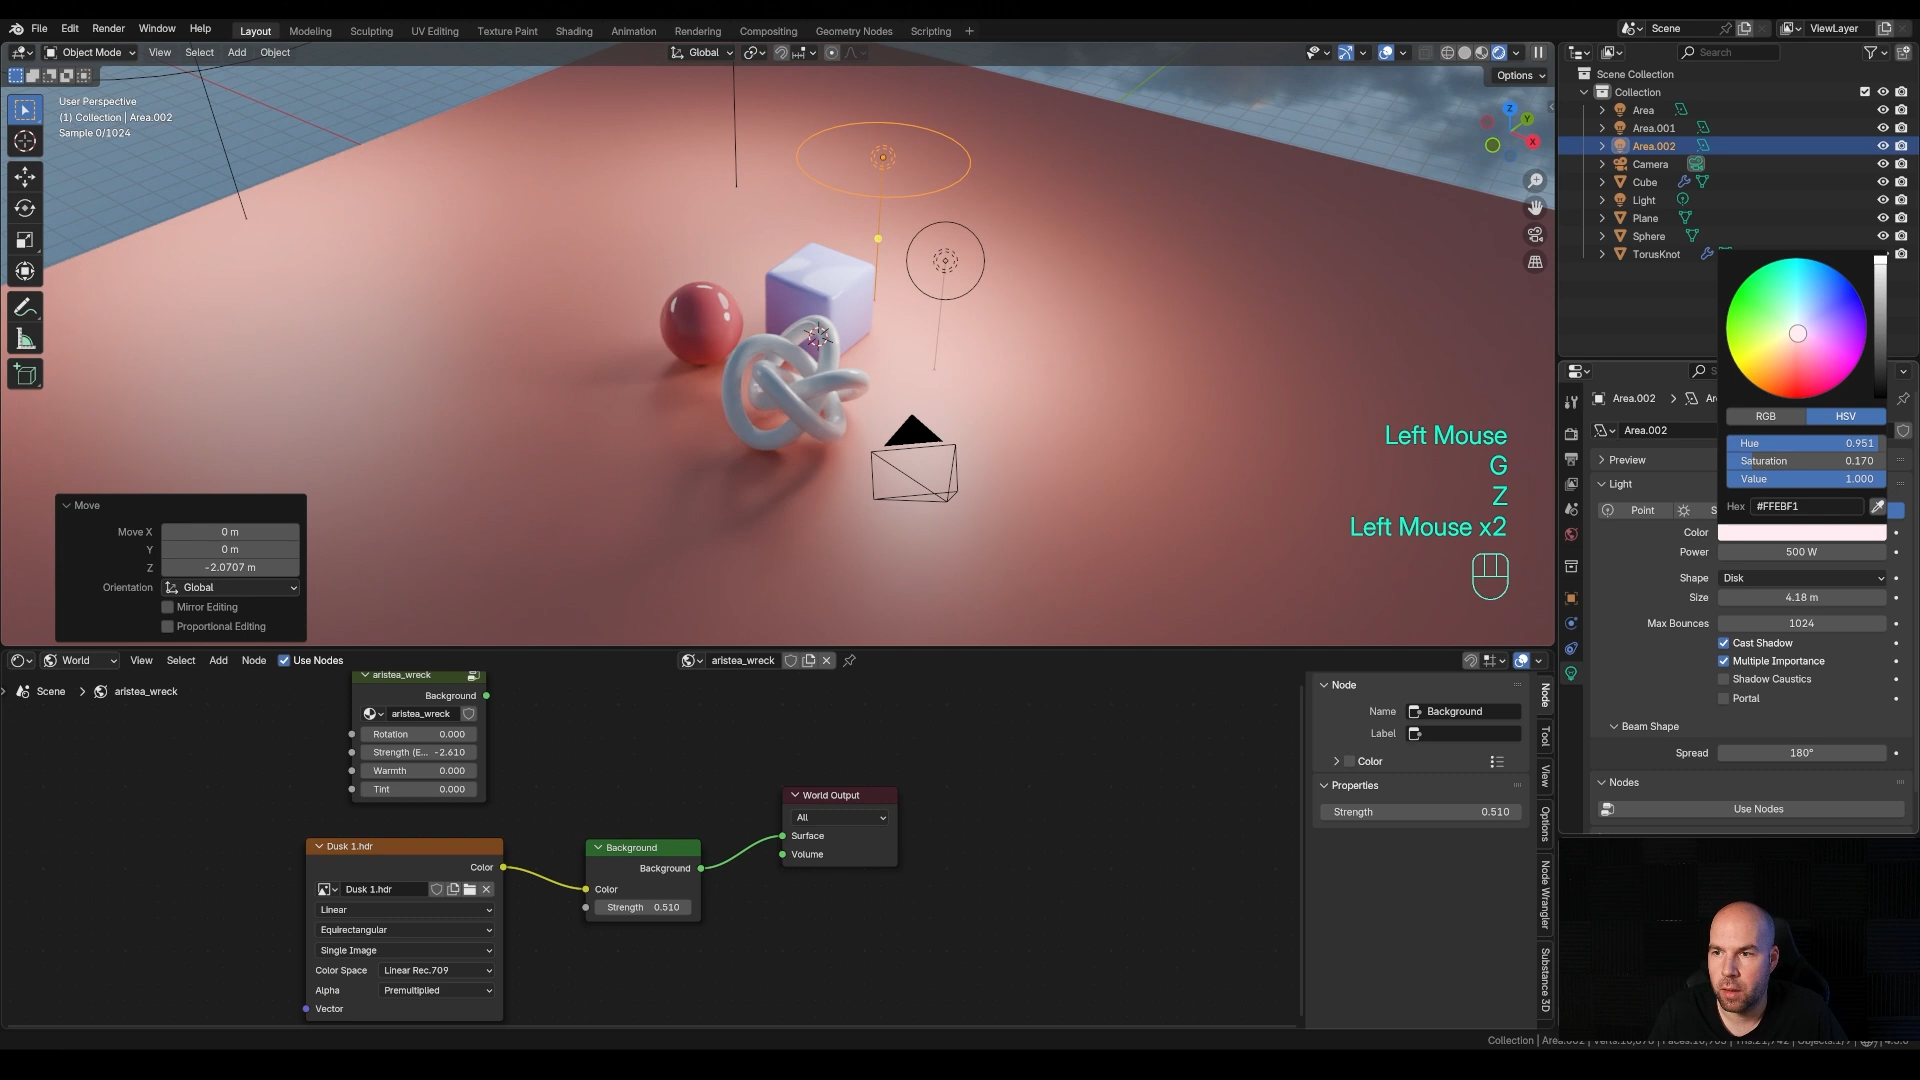 File Edit Render Window Help Layout Modeling Sculpting UV Editing Texture Paint Shading Animation Rendering Compositing Geometry Nodes Scripting + Scene ViewLayer
Object Mode View Select Add Object Global Search
Options
User Perspective
(1) Collection | Area.002
Sample 0/1024
Z
Y
X
Scene Collection
Collection
Area
Area.001
Area.002
Camera
Cube
Light
Plane
Sphere
TorusKnot
RGB HSV
Hue 0.951
Saturation 0.170
Value 1.000
Hex #FFEBF1
Left Mouse
G
Z
Left Mouse x2
Move
Move X 0 m
Y 0 m
Z -2.0707 m
Orientation Global
Mirror Editing
Proportional Editing
S
Area.002 > Ar
Area.002
Preview
Light
Point S
Color
Power 500 W
Shape Disk
Size 4.18 m
Max Bounces 1024
Cast Shadow
Multiple Importance
Shadow Caustics
Portal
Beam Shape
Spread 180°
Nodes
Use Nodes
World View Select Add Node Use Nodes aristea_wreck
Scene > aristea_wreck
aristea_wreck
Background
aristea_wreck
Rotation 0.000
Strength (E... -2.610
Warmth 0.000
Tint 0.000
World Output
All
Surface
Volume
Dusk 1.hdr
Color
Dusk 1.hdr
Linear
Equirectangular
Single Image
Color Space Linear Rec.709
Alpha Premultiplied
Vector
Background
Background
Color
Strength 0.510
Node
Name Background
Label
Color
Properties
Strength 0.510
Node
Tool
View
Options
Node Wrangler
Substance 3D